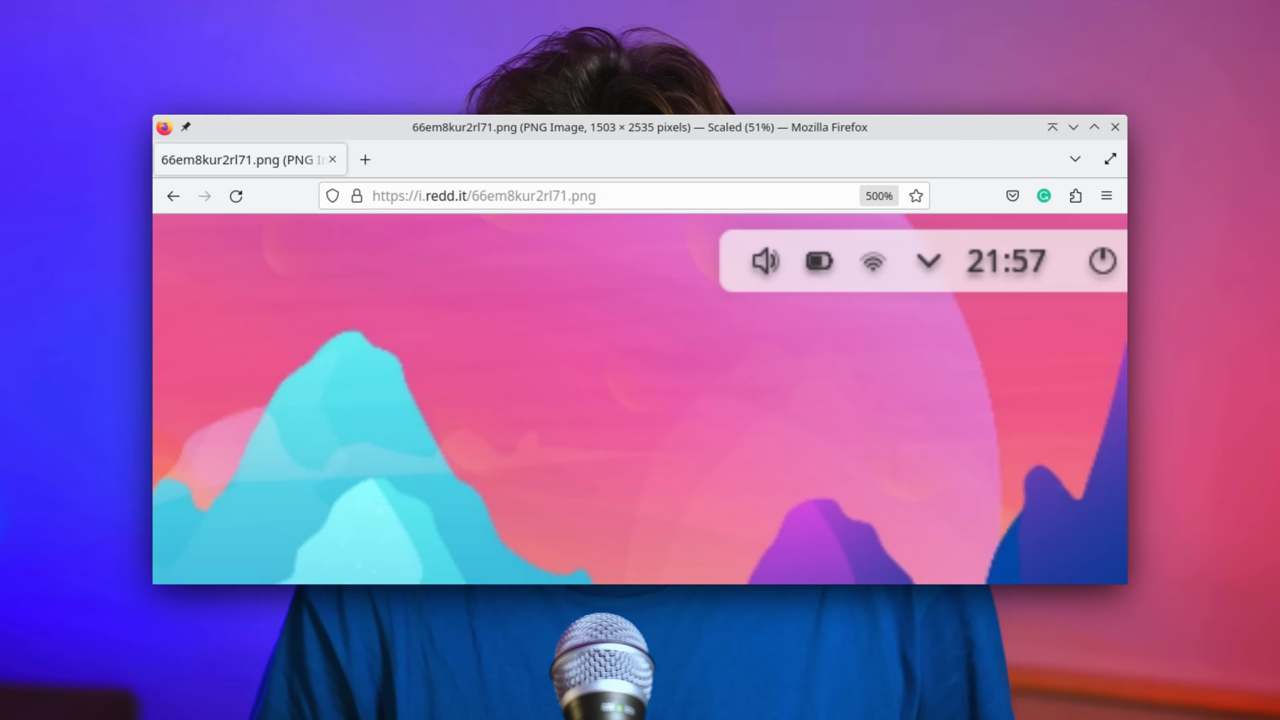 66em8kur2rl71.png (PNG Image, 1503 × 2535 pixels) — Scaled (51%) — Mozilla Firefox
66em8kur2rl71.png (PNG I
https://i.redd.it/66em8kur2rl71.png
500%
21:57